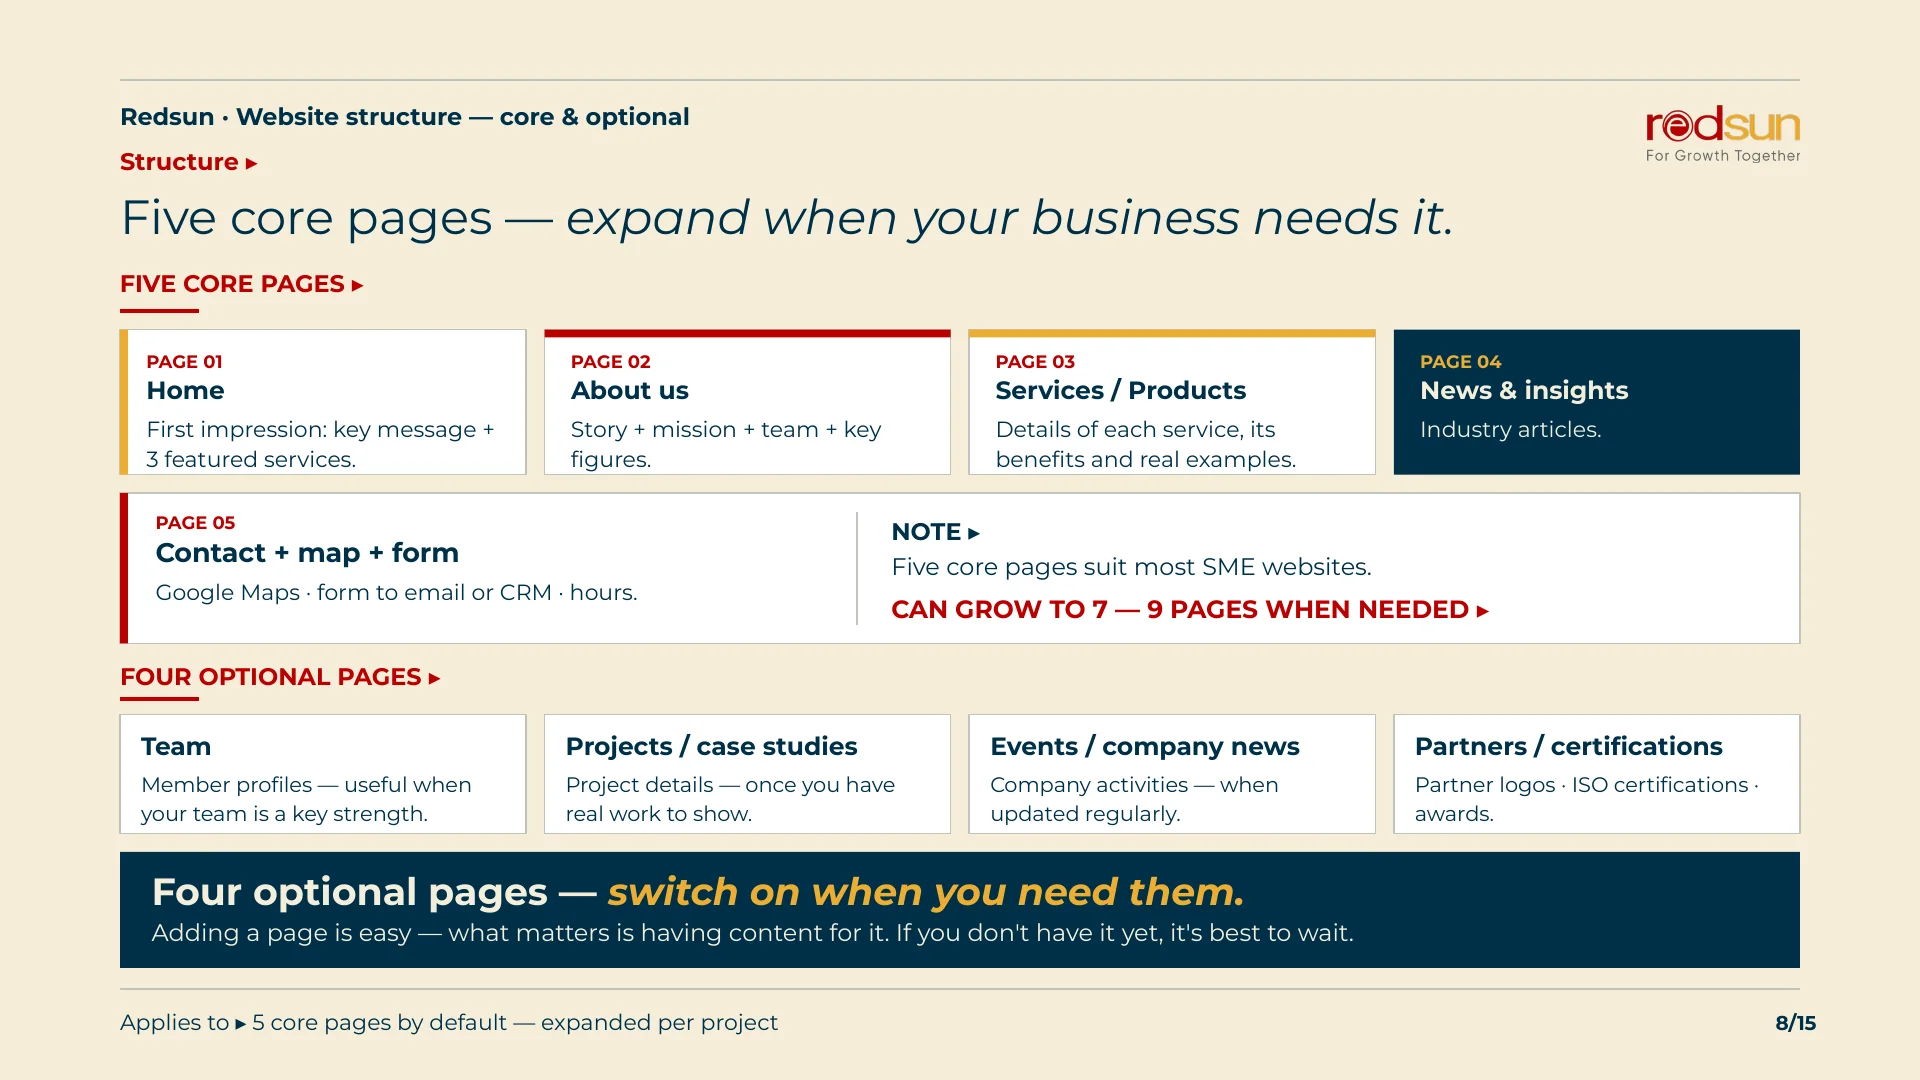 Redsun · Website structure — core & optional
redsun
For Growth Together
Structure ▸
Five core pages — expand when your business needs it.
FIVE CORE PAGES ▸
PAGE 01
Home
First impression: key message +
3 featured services.
PAGE 02
About us
Story + mission + team + key
figures.
PAGE 03
Services / Products
Details of each service, its
benefits and real examples.
PAGE 04
News & insights
Industry articles.
PAGE 05
Contact + map + form
Google Maps · form to email or CRM · hours.
NOTE ▸
Five core pages suit most SME websites.
CAN GROW TO 7 — 9 PAGES WHEN NEEDED ▸
FOUR OPTIONAL PAGES ▸
Team
Member profiles — useful when
your team is a key strength.
Projects / case studies
Project details — once you have
real work to show.
Events / company news
Company activities — when
updated regularly.
Partners / certifications
Partner logos · ISO certifications ·
awards.
Four optional pages — switch on when you need them.
Adding a page is easy — what matters is having content for it. If you don't have it yet, it's best to wait.
Applies to ▸ 5 core pages by default — expanded per project
8/15